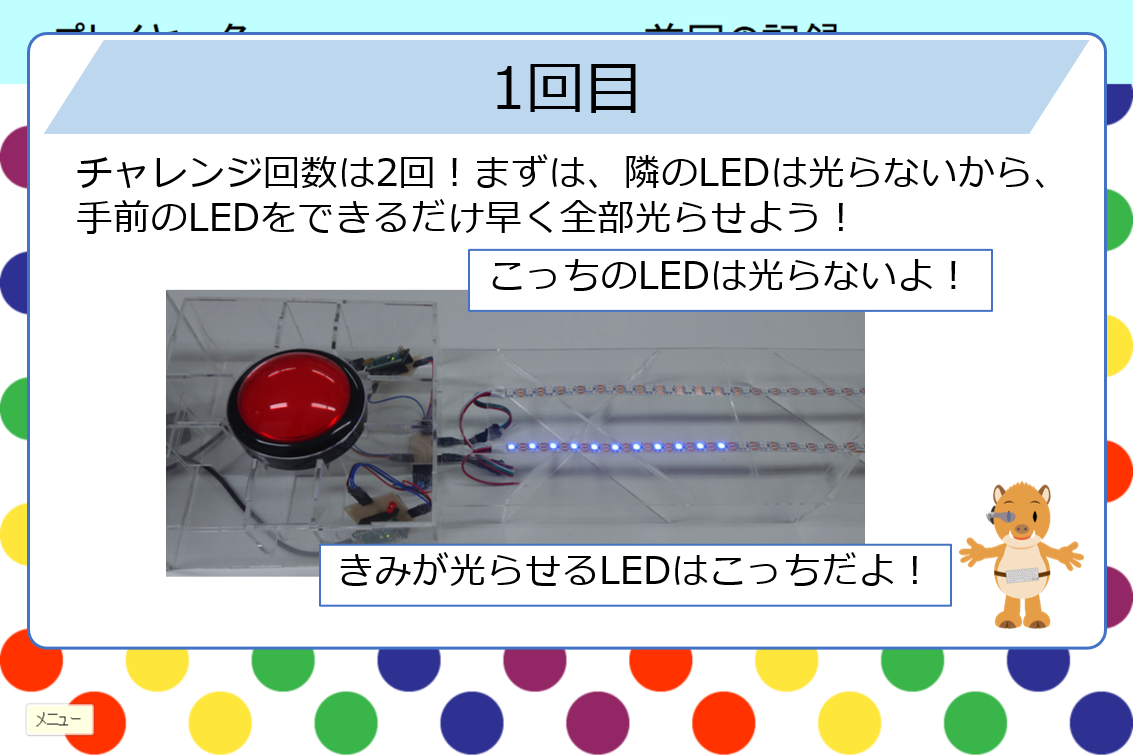 1回目
チャレンジ回数は2回！まずは、隣のLEDは光らないから、
手前のLEDをできるだけ早く全部光らせよう！
こっちのLEDは光らないよ！
きみが光らせるLEDはこっちだよ！
メニュー